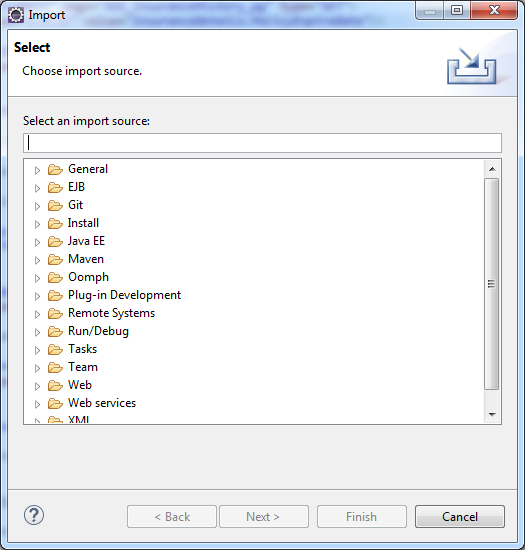 Import
Select
Choose import source.
Select an import source:
General
EJB
Git
Install
Java EE
Maven
Oomph
Plug-in Development
Remote Systems
Run/Debug
Tasks
Team
Web
Web services
XML
< Back
Next >
Finish
Cancel